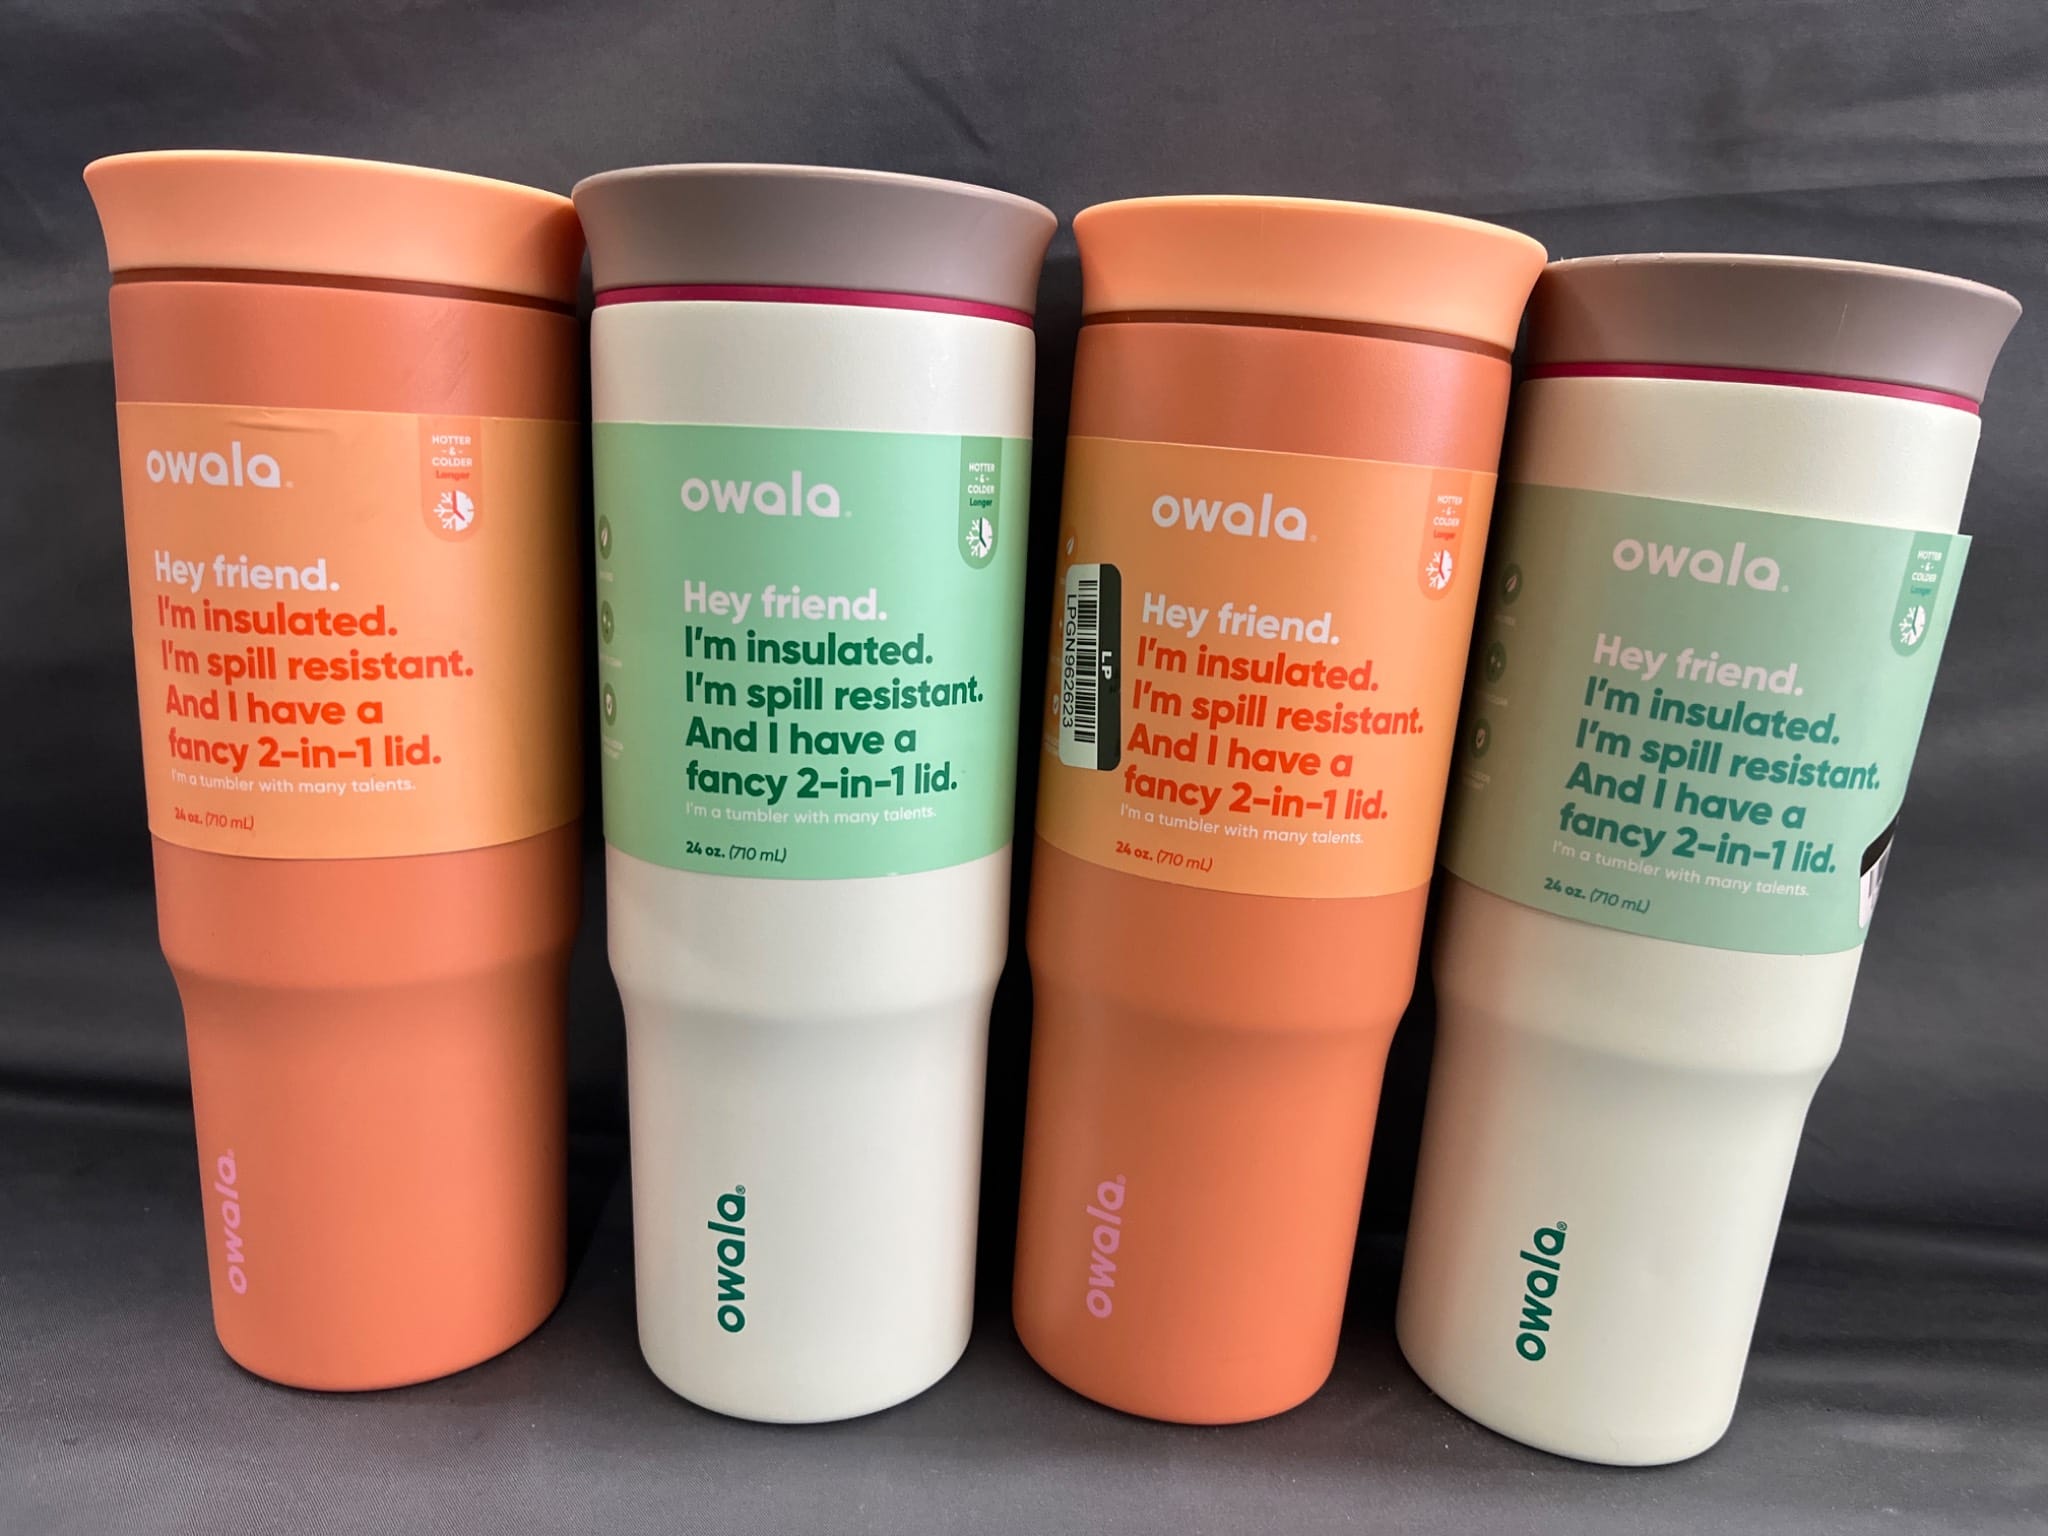 owala.
HOTTER
- & -
COLDER
Longer
Hey friend.
I'm insulated.
I'm spill resistant.
And I have a
fancy 2-in-1 lid.
I'm a tumbler with many talents.
24 oz. (710 mL)
owala®
owala.
HOTTER
- & -
COLDER
Longer
Hey friend.
I'm insulated.
I'm spill resistant.
And I have a
fancy 2-in-1 lid.
I'm a tumbler with many talents.
24 oz. (710 mL)
owala®
owala.
HOTTER
- & -
COLDER
Longer
LP
LPGN9626623
Hey friend.
I'm insulated.
I'm spill resistant.
And I have a
fancy 2-in-1 lid.
I'm a tumbler with many talents.
24 oz. (710 mL)
owala®
owala.
HOTTER
- & -
COLDER
Longer
Hey friend.
I'm insulated.
I'm spill resistant.
And I have a
fancy 2-in-1 lid.
I'm a tumbler with many talents.
24 oz. (710 mL)
owala®